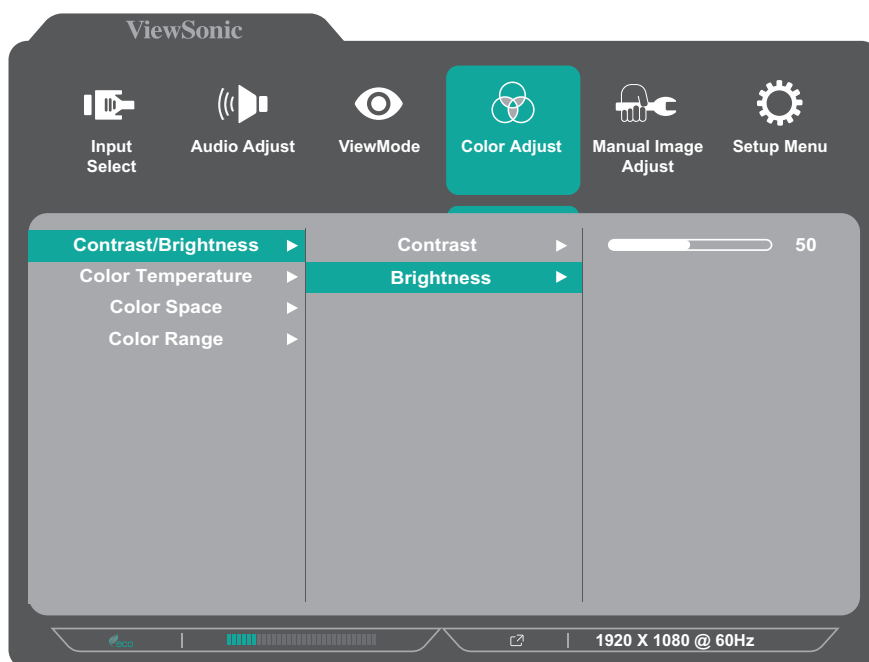 ViewSonic
Input Select
Audio Adjust
ViewMode
Color Adjust
Manual Image Adjust
Setup Menu
Contrast/Brightness
Contrast
50
Color Temperature
Brightness
Color Space
Color Range
eco
1920 X 1080 @ 60Hz